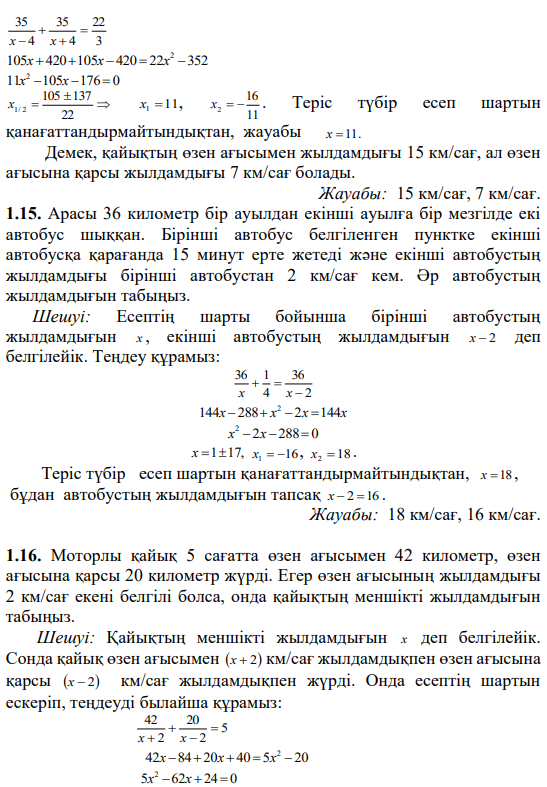 35/(x−4) + 35/(x+4) = 22/3
105x+420+105x−420=22x²−352
11x²−105x−176=0
x₁/₂ = (105±137)/22 ⇒ x₁=11, x₂=−16/11. Теріс түбір есеп шартын
қанағаттандырмайтындықтан, жауабы x=11.
Демек, қайықтың өзен ағысымен жылдамдығы 15 км/сағ, ал өзен
ағысына қарсы жылдамдығы 7 км/сағ болады.
Жауабы: 15 км/сағ, 7 км/сағ.
1.15. Арасы 36 километр бір ауылдан екінші ауылға бір мезгілде екі
автобус шыққан. Бірінші автобус белгіленген пунктке екінші
автобусқа қарағанда 15 минут ерте жетеді және екінші автобустың
жылдамдығы бірінші автобустан 2 км/сағ кем. Әр автобустың
жылдамдығын табыңыз.
Шешуі: Есептің шарты бойынша бірінші автобустың
жылдамдығын x, екінші автобустың жылдамдығын x−2 деп
белгілейік. Теңдеу құрамыз:
36/x + 1/4 = 36/(x−2)
144x−288+x²−2x=144x
x²−2x−288=0
x=1±17, x₁=−16, x₂=18.
Теріс түбір есеп шартын қанағаттандырмайтындықтан, x=18,
бұдан автобустың жылдамдығын тапсақ x−2=16.
Жауабы: 18 км/сағ, 16 км/сағ.
1.16. Моторлы қайық 5 сағатта өзен ағысымен 42 километр, өзен
ағысына қарсы 20 километр жүрді. Егер өзен ағысының жылдамдығы
2 км/сағ екені белгілі болса, онда қайықтың меншікті жылдамдығын
табыңыз.
Шешуі: Қайықтың меншікті жылдамдығын x деп белгілейік.
Сонда қайық өзен ағысымен (x+2) км/сағ жылдамдықпен өзен ағысына
қарсы (x−2) км/сағ жылдамдықпен жүрді. Онда есептің шартын
ескеріп, теңдеуді былайша құрамыз:
42/(x+2) + 20/(x−2) = 5
42x−84+20x+40=5x²−20
5x²−62x+24=0